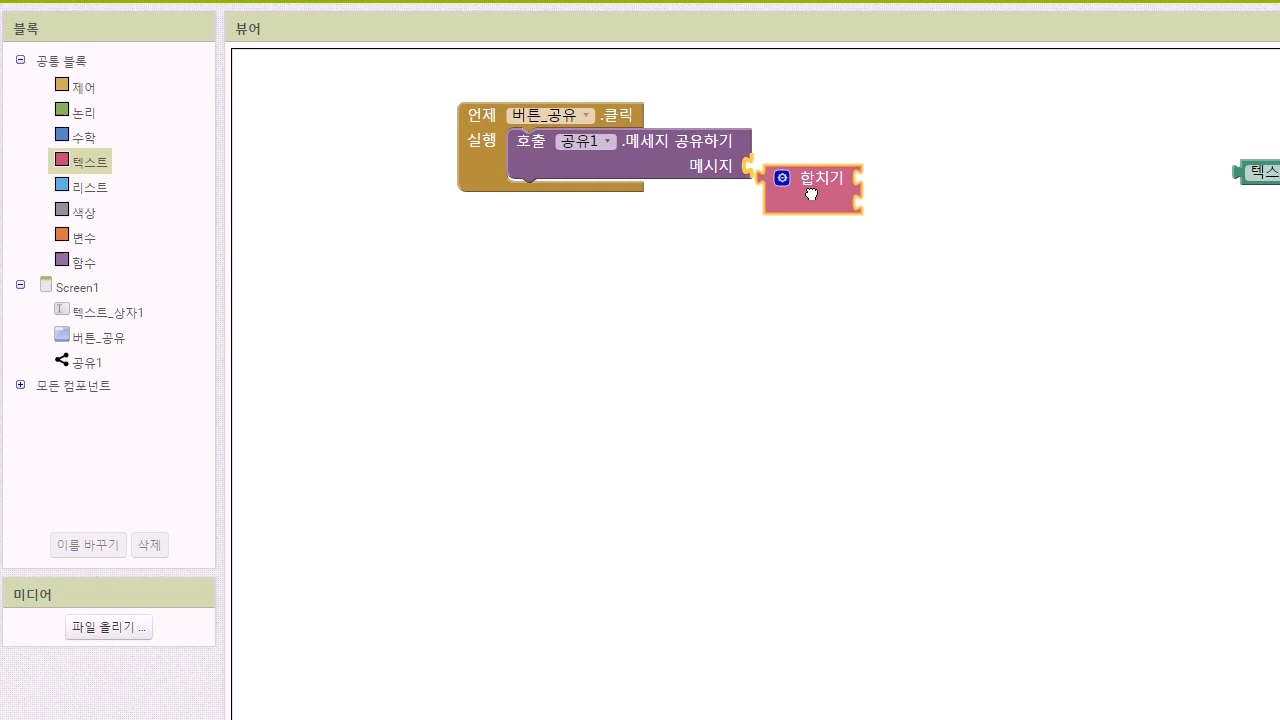 블록
뷰어
공통 블록
제어
논리
수학
텍스트
리스트
색상
변수
함수
Screen1
텍스트_상자1
버튼_공유
공유1
모든 컴포넌트
이름 바꾸기 삭제
미디어
파일 올리기 ...
언제 버튼_공유 .클릭
실행 호출 공유1 .메세지 공유하기
메시지
합치기